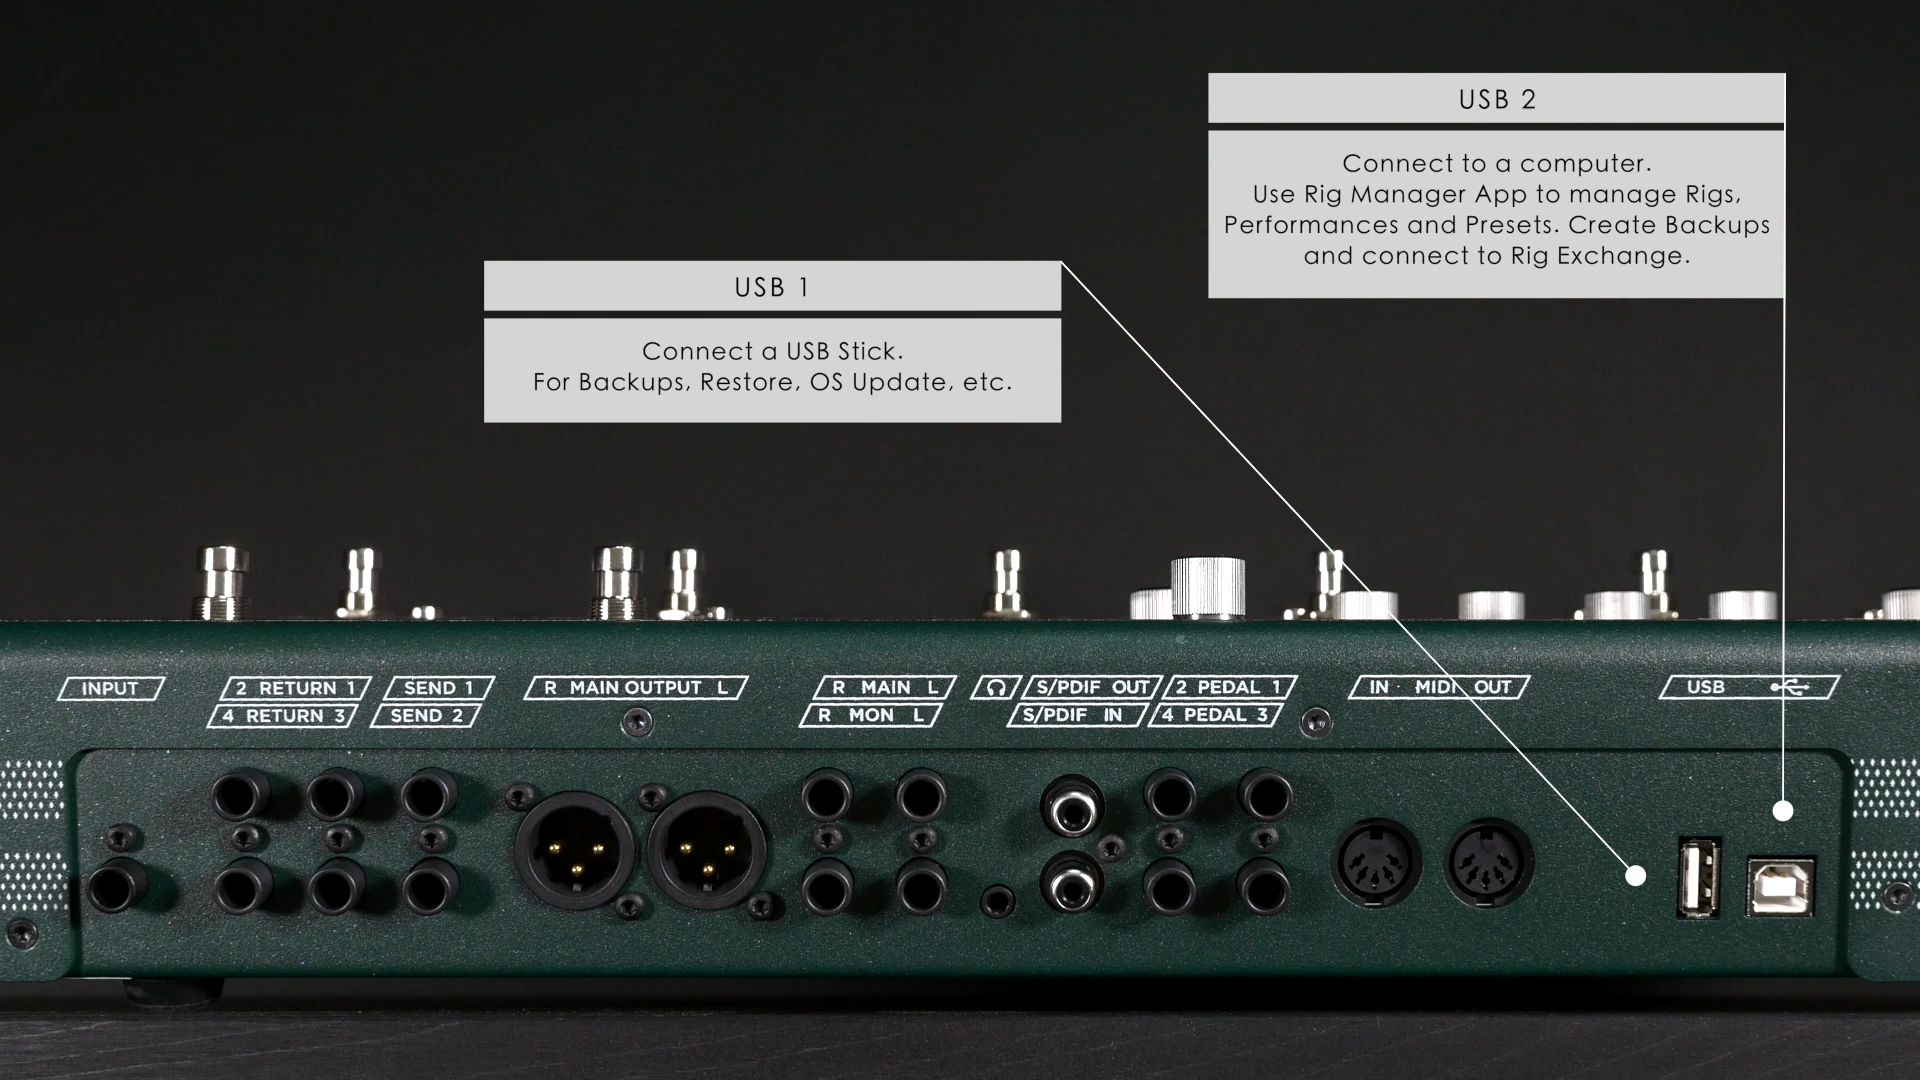 USB 2
Connect to a computer.
Use Rig Manager App to manage Rigs,
Performances and Presets. Create Backups
and connect to Rig Exchange.
USB 1
Connect a USB Stick.
For Backups, Restore, OS Update, etc.
INPUT
2 RETURN 1
4 RETURN 3
SEND 1
SEND 2
R MAIN OUTPUT L
R MAIN L
R MON L
S/PDIF OUT
S/PDIF IN
2 PEDAL 1
4 PEDAL 3
IN · MIDI OUT
USB